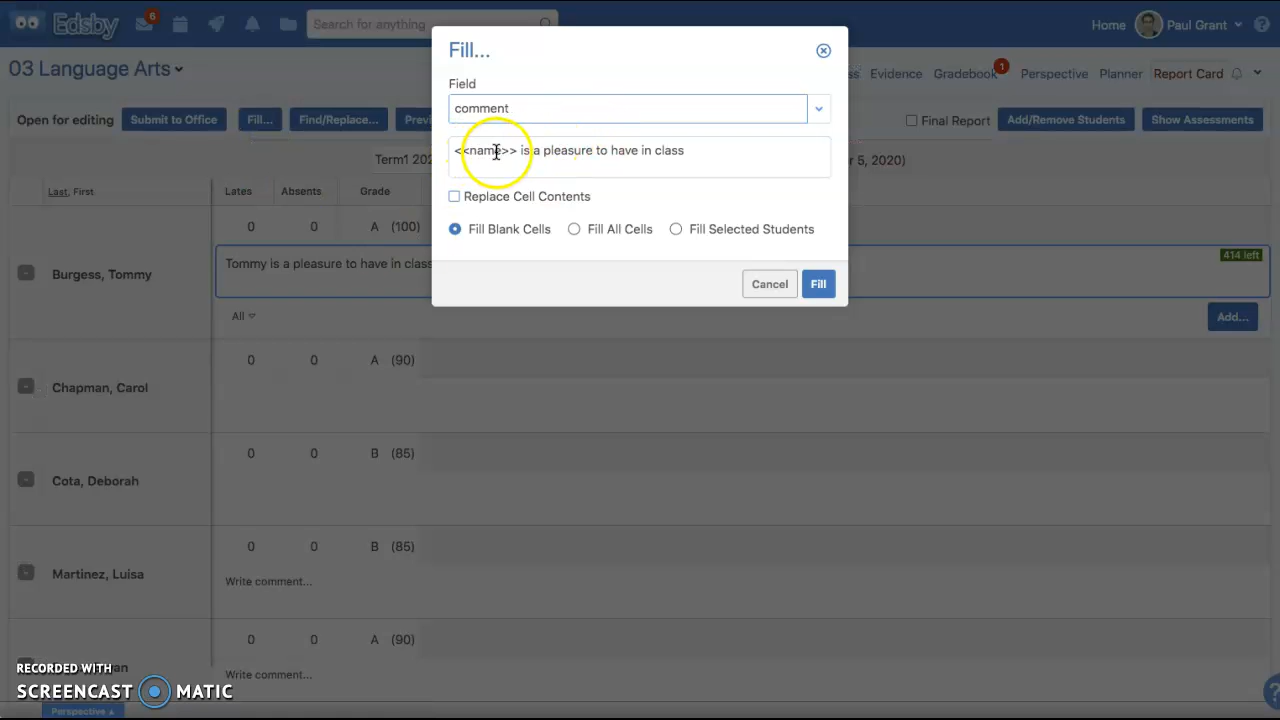 6
Edsby
Search for anything
Home
Paul Grant
03 Language Arts
Evidence
Gradebook
1
Perspective
Planner
Report Card
Open for editing
Submit to Office
Fill...
Find/Replace...
Final Report
Add/Remove Students
Show Assessments
Fill...
Field
comment
<<name>> is a pleasure to have in class
Replace Cell Contents
Fill Blank Cells
Fill All Cells
Fill Selected Students
Cancel
Fill
Term1
5, 2020)
Last, First
Lates
Absents
Grade
0 0 A (100)
Burgess, Tommy
Tommy is a pleasure to have in class
414 left
All
Add...
0 0 A (90)
Chapman, Carol
0 0 B (85)
Cota, Deborah
0 0 B (85)
Martinez, Luisa
Write comment...
0 0 A (90)
Write comment...
RECORDED WITH
SCREENCAST MATIC
Perspective